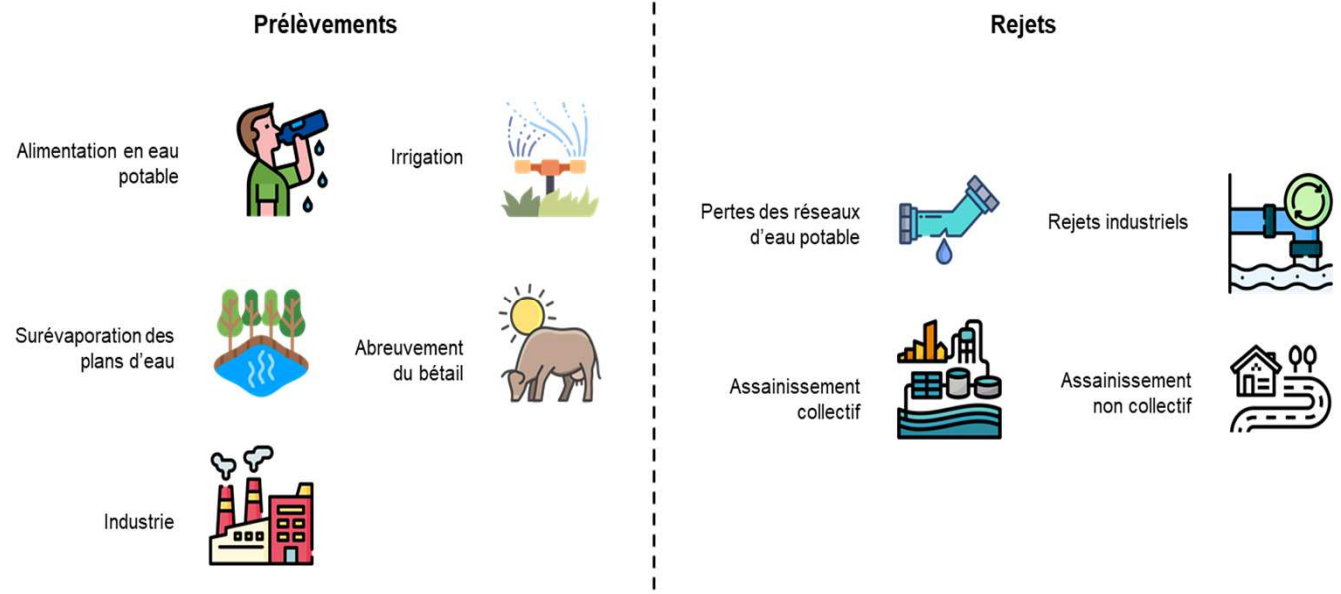 Prélèvements
Alimentation en eau
potable
Irrigation
Surévaporation des
plans d'eau
Abreuvement
du bétail
Industrie
Rejets
Pertes des réseaux
d'eau potable
Rejets industriels
Assainissement
collectif
Assainissement
non collectif